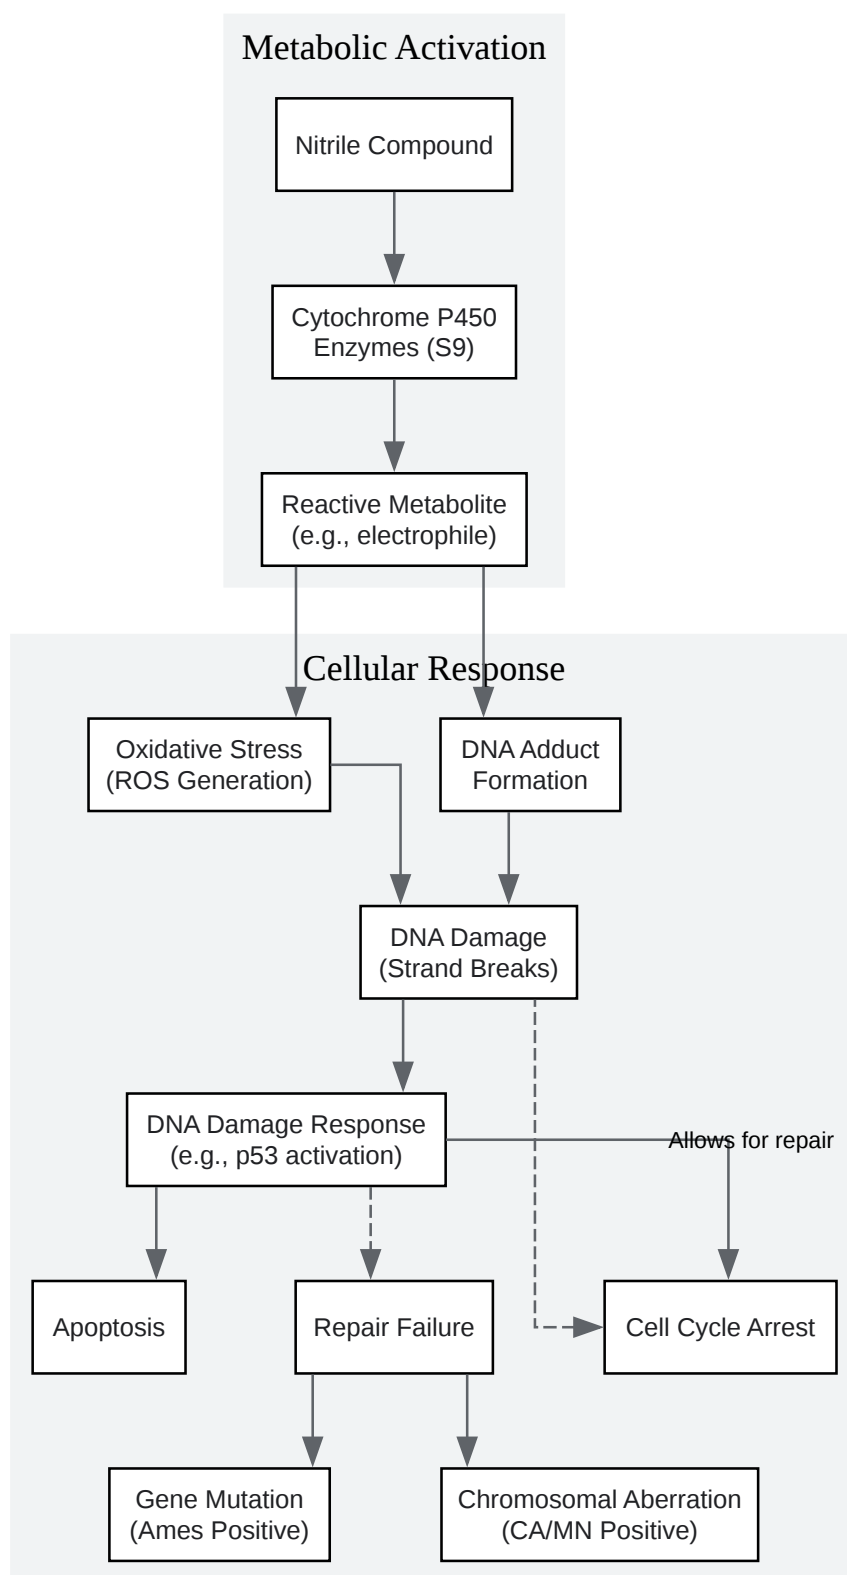 Metabolic Activation
Nitrile Compound
Cytochrome P450
Enzymes (S9)
Reactive Metabolite
(e.g., electrophile)
Cellular Response
Oxidative Stress
(ROS Generation)
DNA Adduct
Formation
DNA Damage
(Strand Breaks)
DNA Damage Response
(e.g., p53 activation)
Allows for repair
Apoptosis
Repair Failure
Cell Cycle Arrest
Gene Mutation
(Ames Positive)
Chromosomal Aberration
(CA/MN Positive)